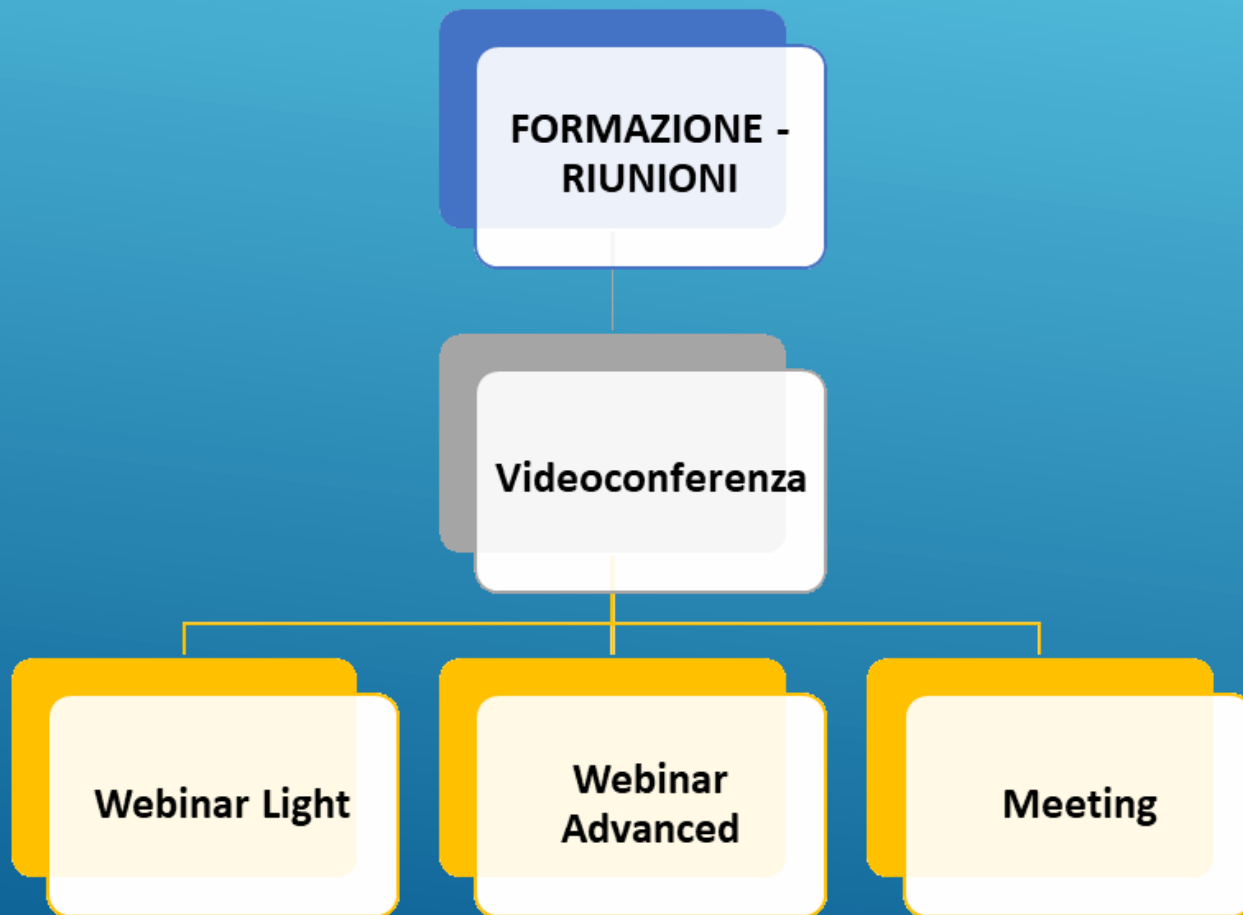 FORMAZIONE -
RIUNIONI
Videoconferenza
Webinar Light
Webinar
Advanced
Meeting